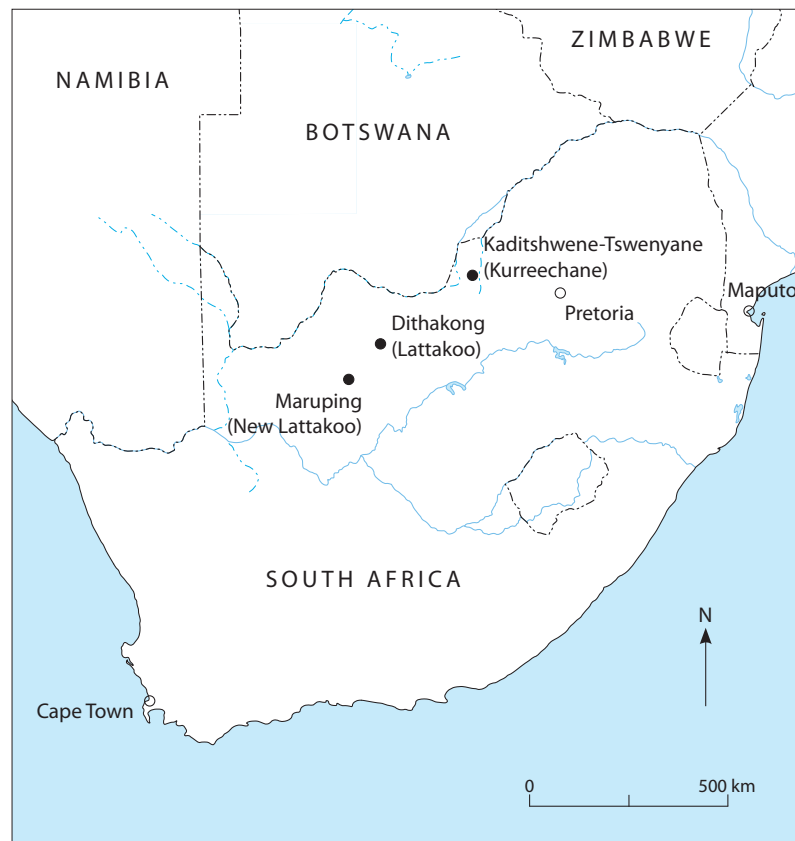 ZIMBABWE
NAMIBIA
BOTSWANA
Kaditshwene-Tswenyane
(Kurreechane)
Maputo
Pretoria
Dithakong
(Lattakoo)
Maruping
(New Lattakoo)
SOUTH AFRICA
N
Cape Town
0 500 km